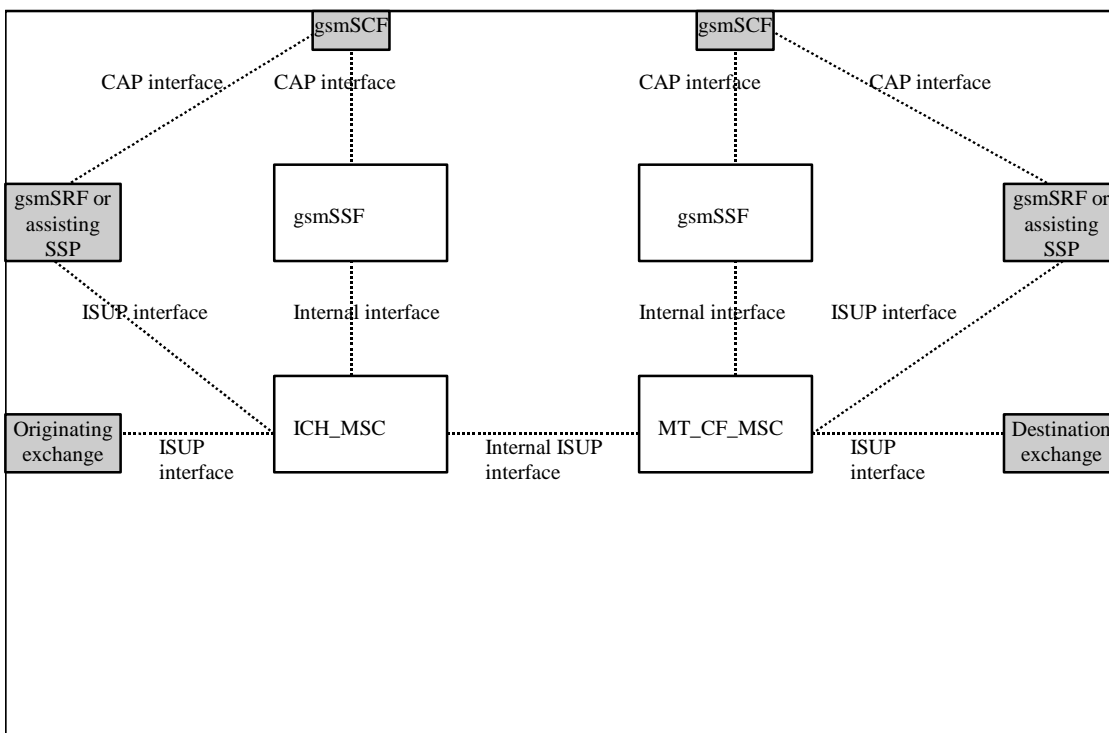 gsmSCF
gsmSCF
CAP interface
CAP interface
CAP interface
CAP interface
gsmSRF or
assisting
SSP
gsmSSF
gsmSSF
gsmSRF or
assisting
SSP
ISUP interface
Internal interface
Internal interface
ISUP interface
Originating
exchange
ISUP
interface
ICH_MSC
Internal ISUP
interface
MT_CF_MSC
ISUP
interface
Destination
exchange